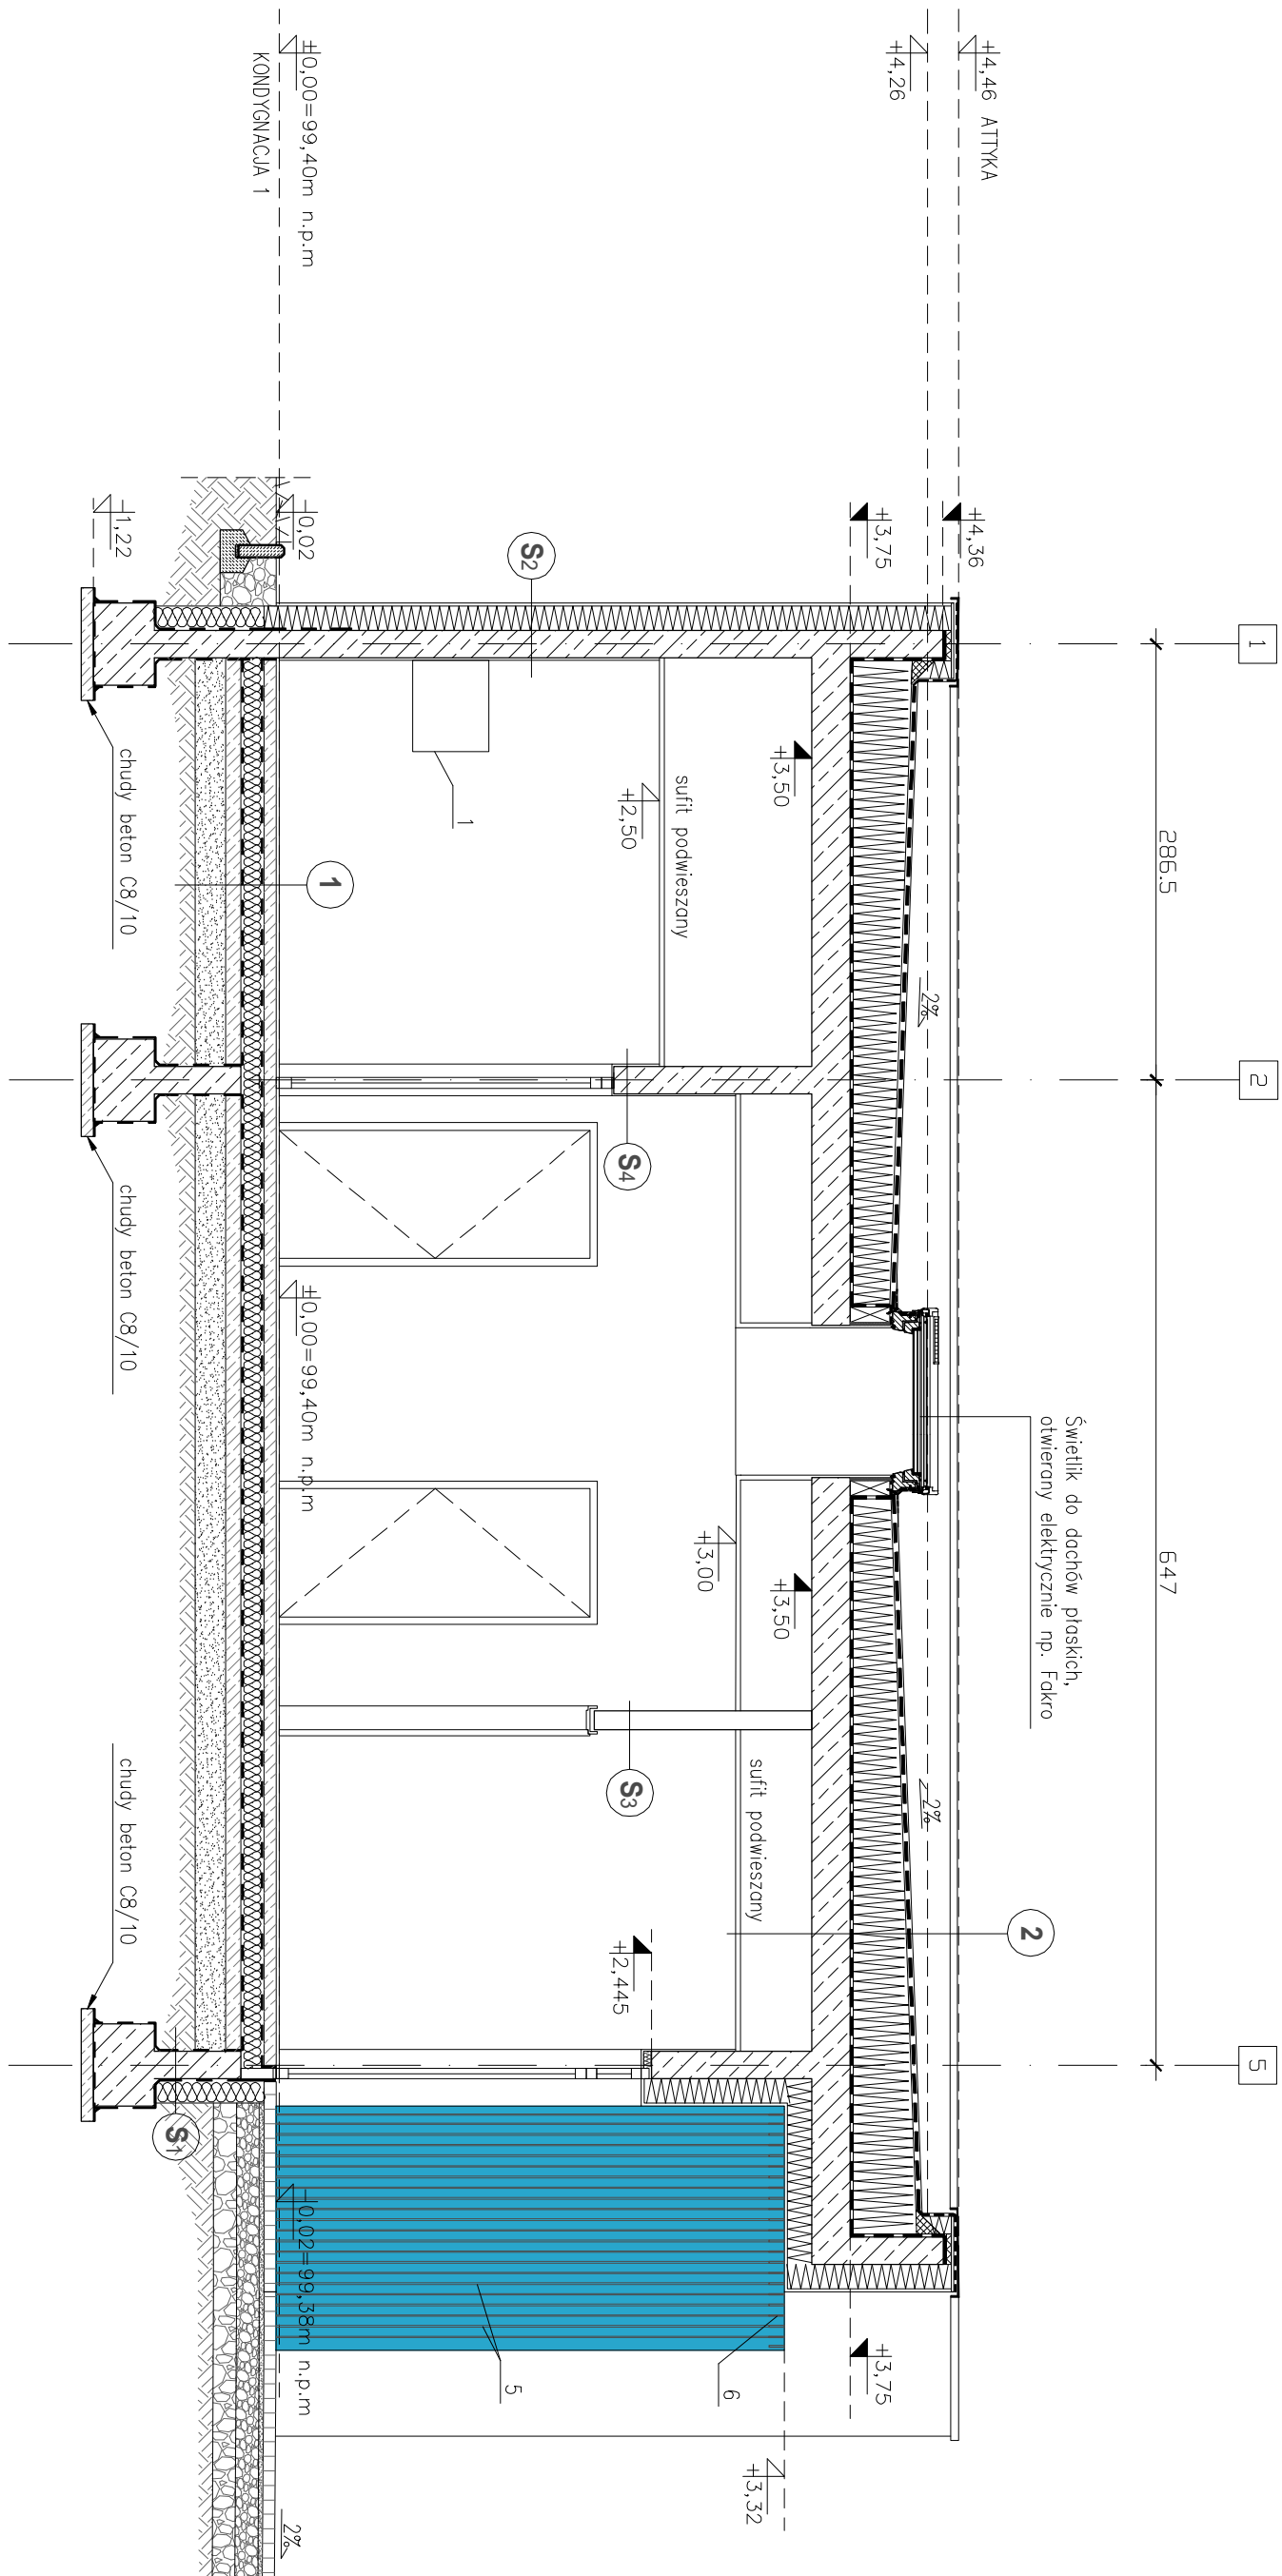 +4,46 ATTYKA
+4,26
±0,00=99,40m n.p.m
KONDYGNACJA 1
1
286.5
2
647
5
+4,36
+3,75
-0,02
-1,22
S2
+3,50
sufit podwieszany
+2,50
1
1
chudy beton C8/10
2%
S4
chudy beton C8/10
±0,00=99,40m n.p.m
Świetlik do dachów płaskich,
otwierany elektrycznie np. Fakro
+3,00
+3,50
S3
sufit podwieszany
2%
2
+2,445
chudy beton C8/10
S1
-0,02=99,38m n.p.m
5
6
+3,75
+3,32
2%